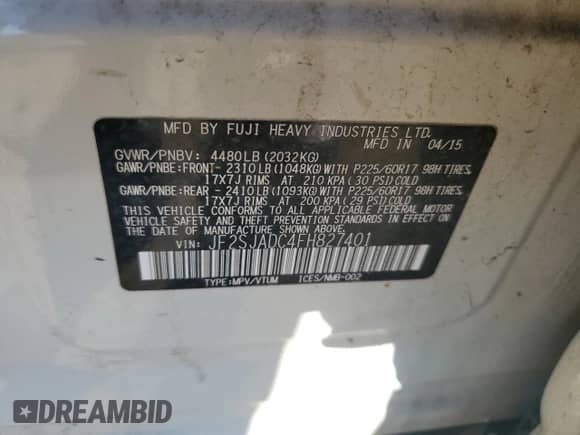 MFD BY FUJI HEAVY INDUSTRIES LTD.
MFD IN 04/15
GVWR/PNBV: 4480LB(2032KG)
GAWR/PNBE:FRONT- 2310LB(1048KG)WITH P225/60R17 98H TIRES,
17X7J RIMS AT 210 KPA(30 PSI)COLD
GAWR/PNBE:REAR - 2410LB(1093KG)WITH P225/60R17 98H TIRES,
17X7J RIMS AT 200 KPA(29 PSI)COLD
THIS VEHICLE CONFORMS TO ALL APPLICABLE FEDERAL MOTOR
VEHICLE SAFETY AND THEFT PREVENTION STANDARDS IN EFFECT ON
THE DATE OF MANUFACTURE SHOWN ABOVE.
VIN: JF2SJADC4FH827401
TYPE:MPV/VTUM ICES/NMB-002
DREAMBID